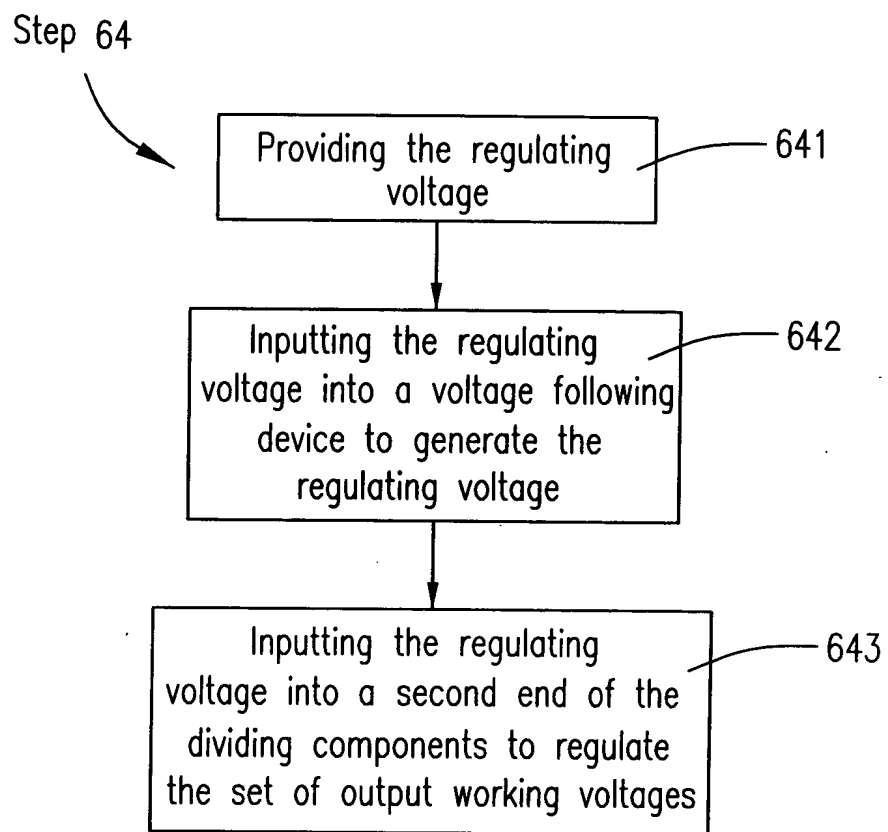 Step 64
Providing the regulating
voltage
641
Inputting the regulating
voltage into a voltage following
device to generate the
regulating voltage
642
Inputting the regulating
voltage into a second end of the
dividing components to regulate
the set of output working voltages
643